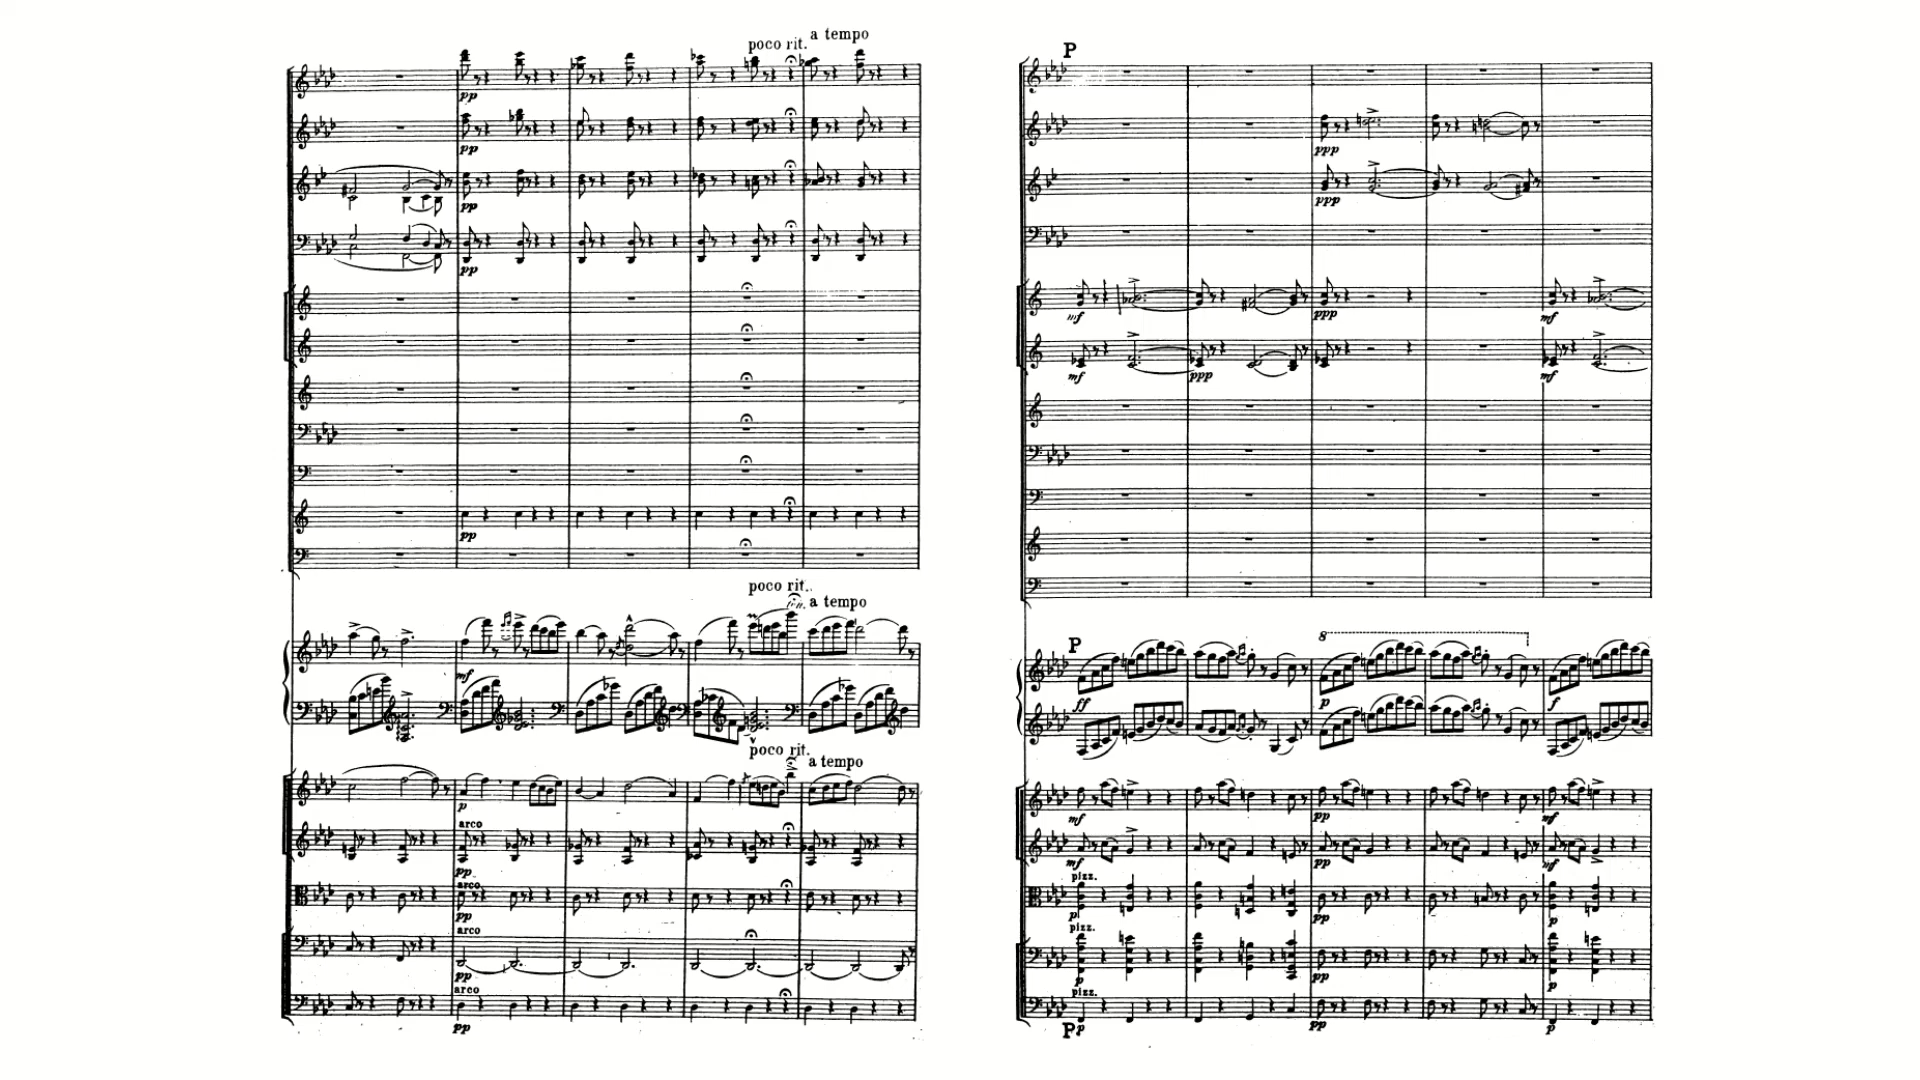 poco rit. a tempo
pp
pp
pp
pp
pp
poco rit. a tempo
mf
poco rit.
a tempo
p
arco
pp
arco
pp
arco
pp
arco
pp
P
ppp
ppp
mf ppp mf
mf ppp mf
P
8
ff p f
mf pp mf
mf pp mf
pizz.
p pp p
pizz.
p pp p
pizz.
P p pp p